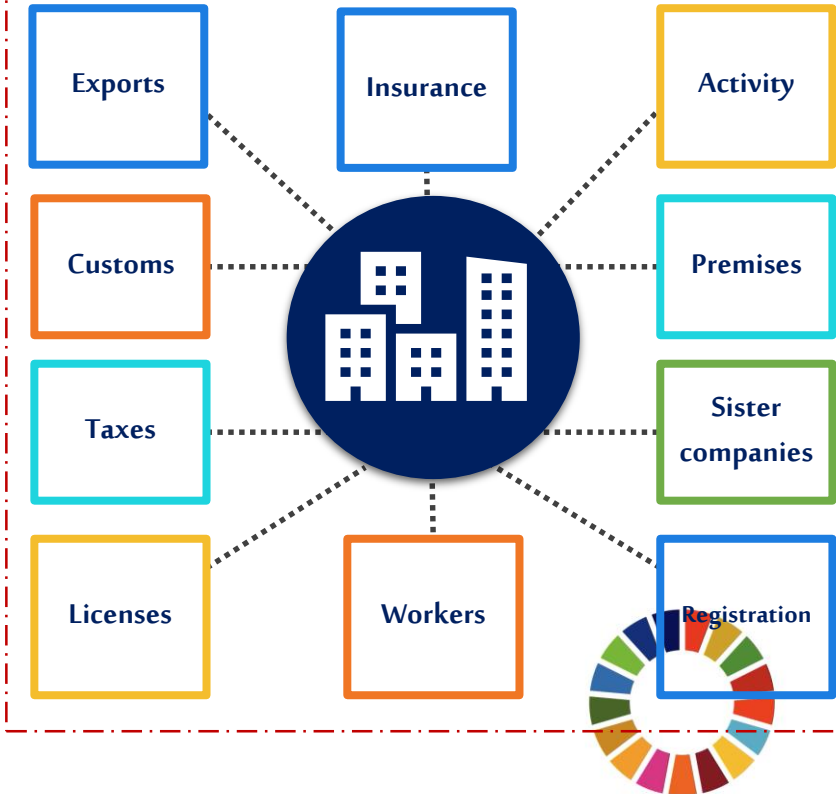 Exports
Insurance
Activity
Customs
Premises
Taxes
Sister
companies
Licenses
Workers
Registration